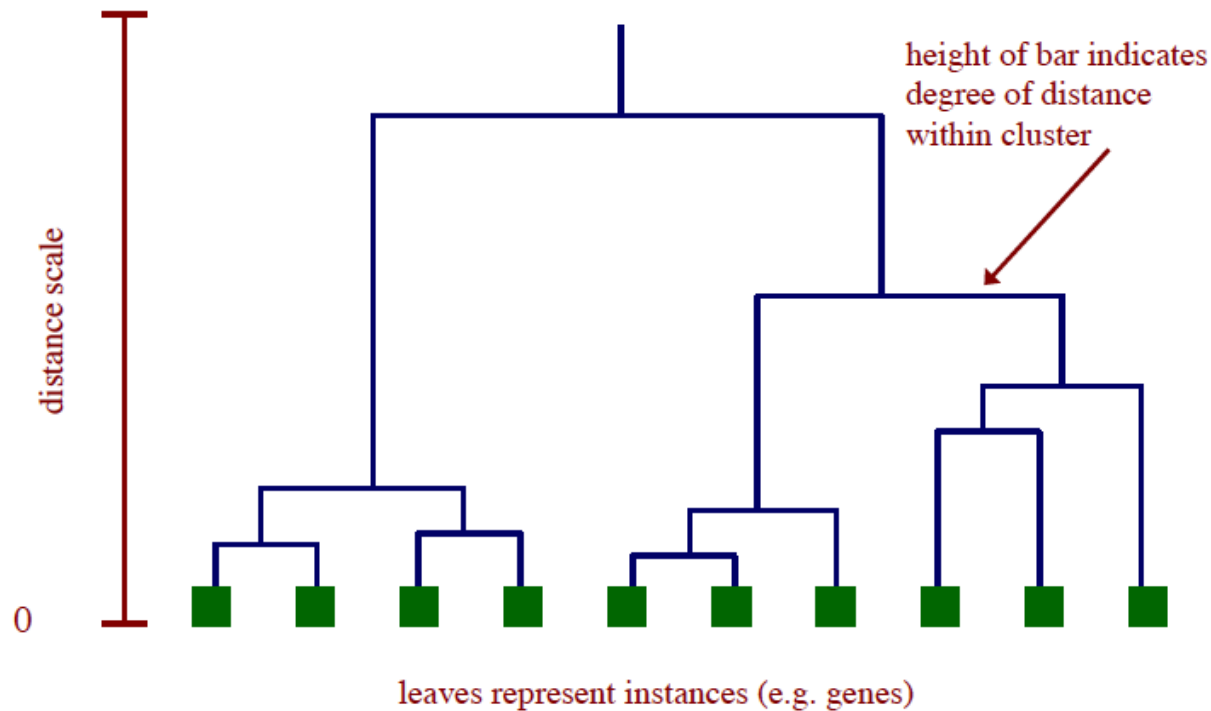 height of bar indicates
degree of distance
within cluster
distance scale
0
leaves represent instances (e.g. genes)